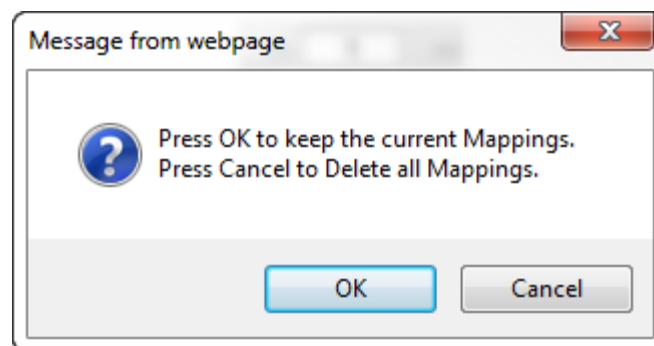 Message from webpage
Press OK to keep the current Mappings.
Press Cancel to Delete all Mappings.
OK
Cancel